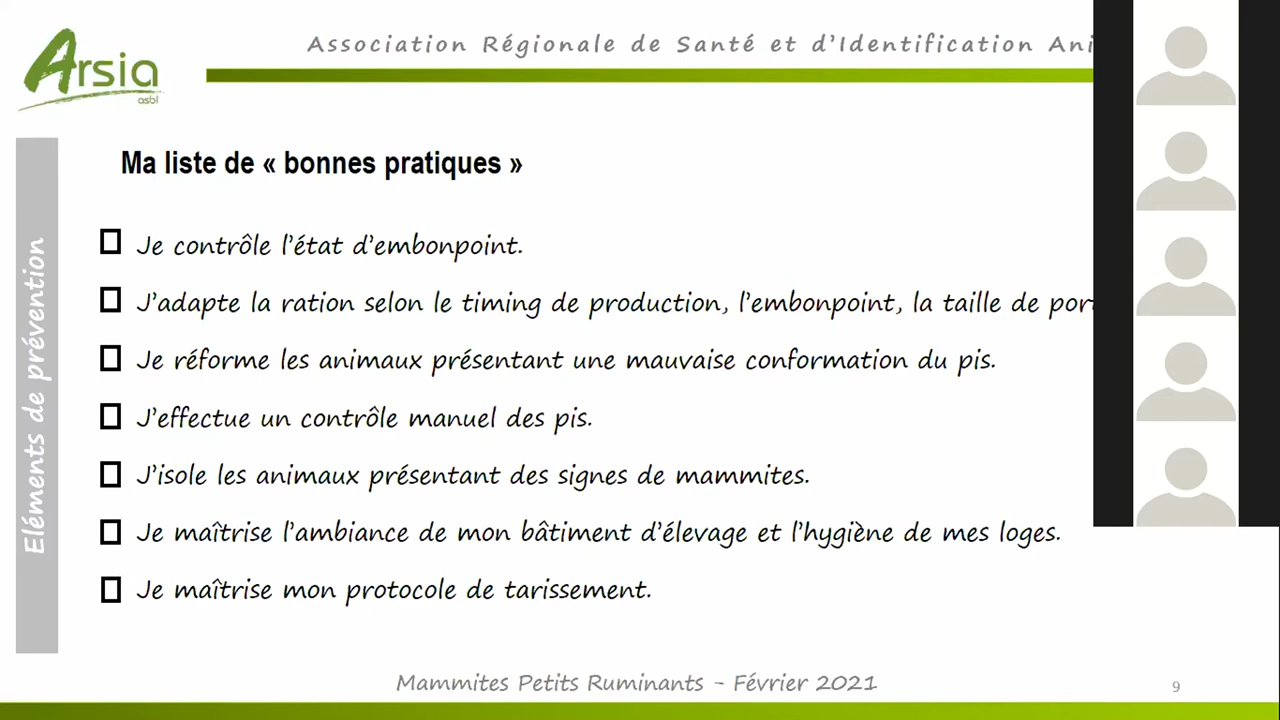 Arsia
asbl
Association Régionale de Santé et d'Identification
Eléments de prévention
Ma liste de « bonnes pratiques »
Je contrôle l'état d'embonpoint.
J'adapte la ration selon le timing de production, l'embonpoint, la taille de
Je réforme les animaux présentant une mauvaise conformation du pis.
J'effectue un contrôle manuel des pis.
J'isole les animaux présentant des signes de mammites.
Je maîtrise l'ambiance de mon bâtiment d'élevage et l'hygiène de mes loges.
Je maîtrise mon protocole de tarissement.
Mammites Petits Ruminants - Février 2021
9